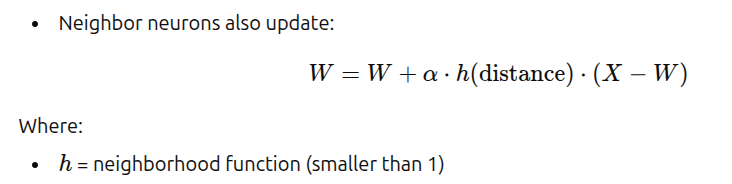 • Neighbor neurons also update:
W = W + α · h(distance) · (X − W)
Where:
• h = neighborhood function (smaller than 1)